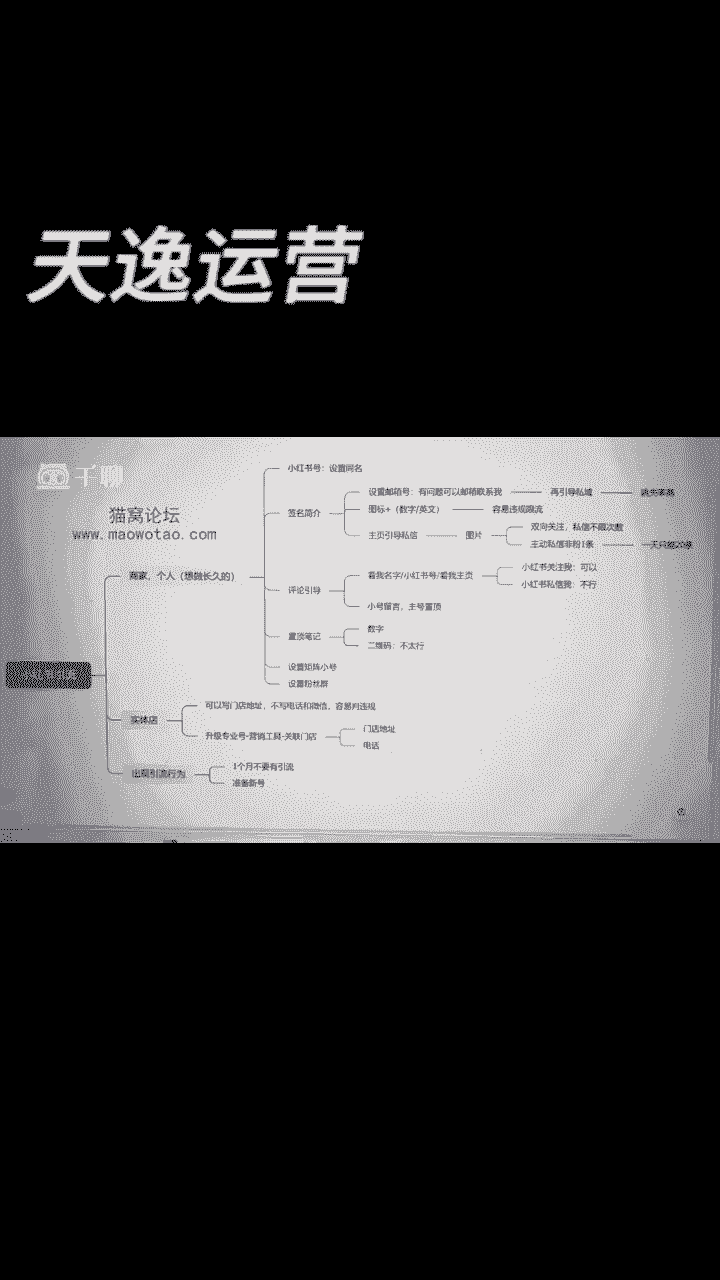 天逸运营
千聊
猫窝论坛
www.maowotao.com
小红书号：设置同名
设置邮箱号：有问题可以邮箱联系我
再引导私域
签名简介
图标+（数字/英文）
容易违规限流
主页引导私信
图片
双向关注，私信不限次数
主动私信非粉1条
一天只能20条
商家、个人（想做长久的）
评论引导
看我名字/小红书号/看我主页
小红书关注我：可以
小红书私信我：不行
小号留言，主号置顶
置顶笔记
数字
二维码：不太行
设置矩阵小号
设置粉丝群
实体店
可以写门店地址，不写电话和微信，容易判违规
升级专业号-营销工具-关联门店
门店地址
电话
出现引流行为
1个月不要有引流
准备新号